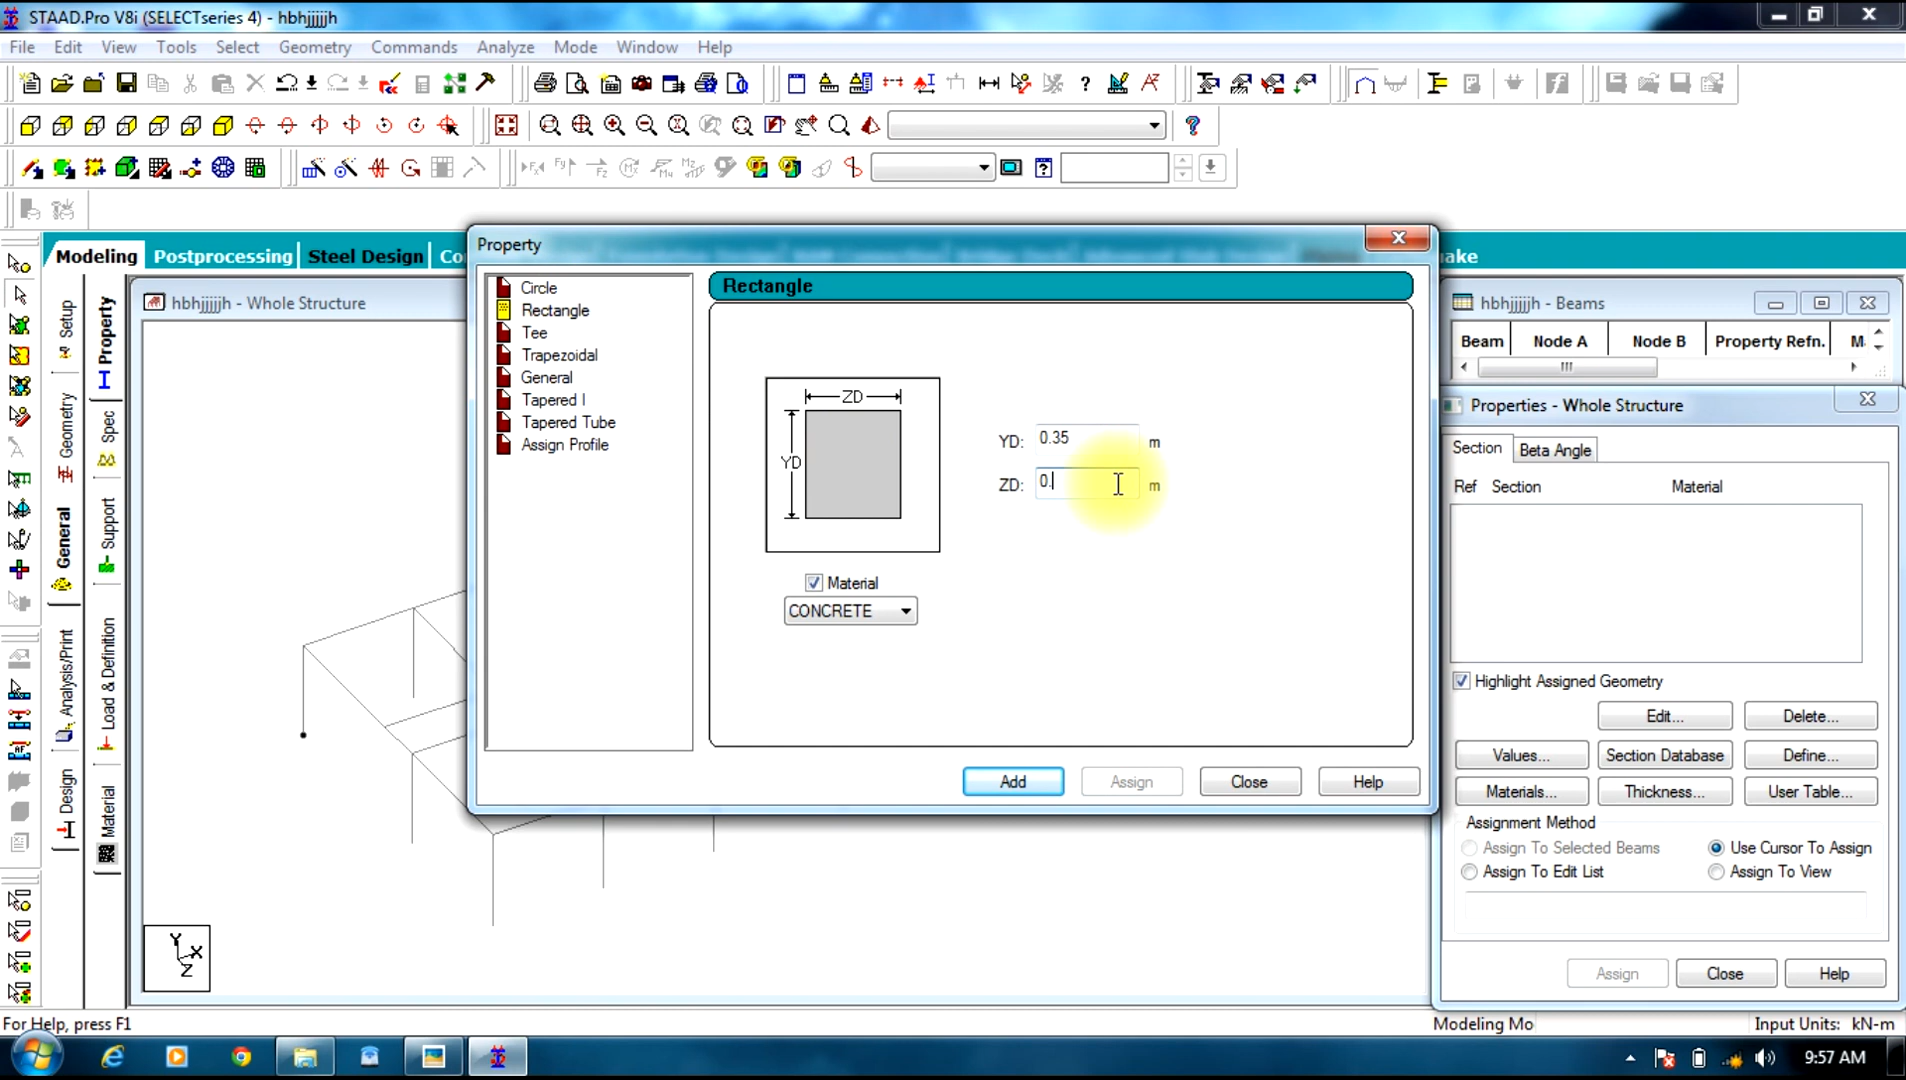 STAAD.Pro V8i (SELECTseries 4) - hbhjjjjjh
File Edit View Tools Select Geometry Commands Analyze Mode Window Help
Modeling Postprocessing Steel Design Co ake
Property
hbhjjjjjh - Whole Structure
hbhjjjjjh - Beams
Beam Node A Node B Property Refn. M
Setup
Geometry
General
Analysis/Print
Design
Property
Spec
Support
Load & Definition
Material
Circle
Rectangle
Tee
Trapezoidal
General
Tapered I
Tapered Tube
Assign Profile
Rectangle
ZD
YD
YD: 0.35 m
ZD: 0. m
Material
CONCRETE
Add Assign Close Help
Properties - Whole Structure
Section Beta Angle
Ref Section Material
Highlight Assigned Geometry
Edit... Delete...
Values... Section Database Define...
Materials... Thickness... User Table...
Assignment Method
Assign To Selected Beams Use Cursor To Assign
Assign To Edit List Assign To View
Assign Close Help
Y
X
Z
For Help, press F1
Modeling Mo Input Units: kN-m
9:57 AM